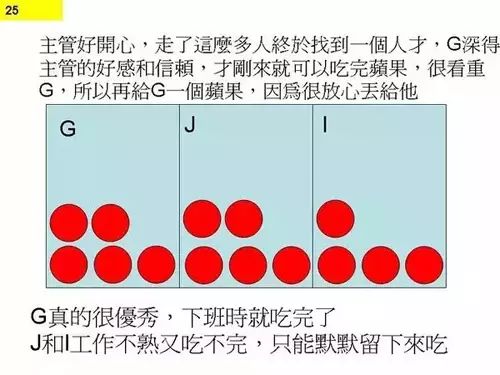 25
主管好開心，走了這麼多人終於找到一個人才，G深得
主管的好感和信賴，才剛來就可以吃完蘋果，很看重
G，所以再給G一個蘋果，因為很放心丟給他
G
J
I
G真的很優秀，下班時就吃完了
J和I工作不熟又吃不完，只能默默留下來吃